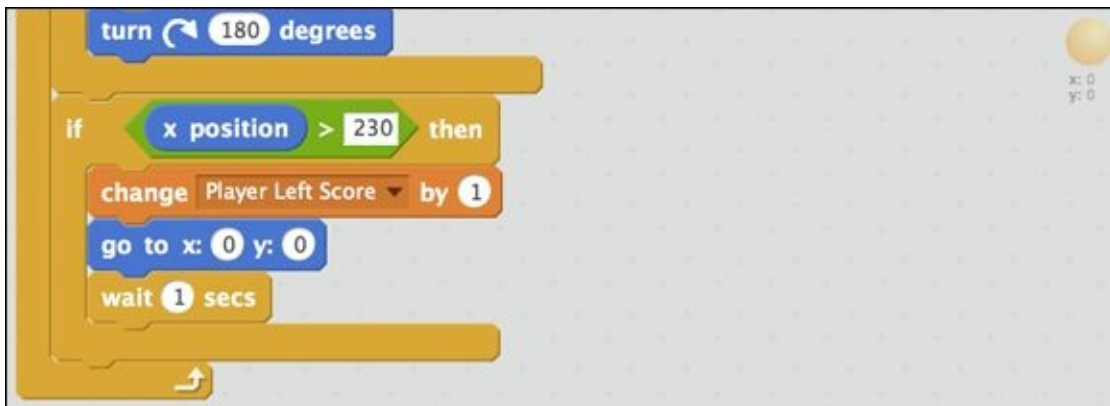 turn 180 degrees
x: 0
y: 0
if x position > 230 then
change Player Left Score by 1
go to x: 0 y: 0
wait 1 secs